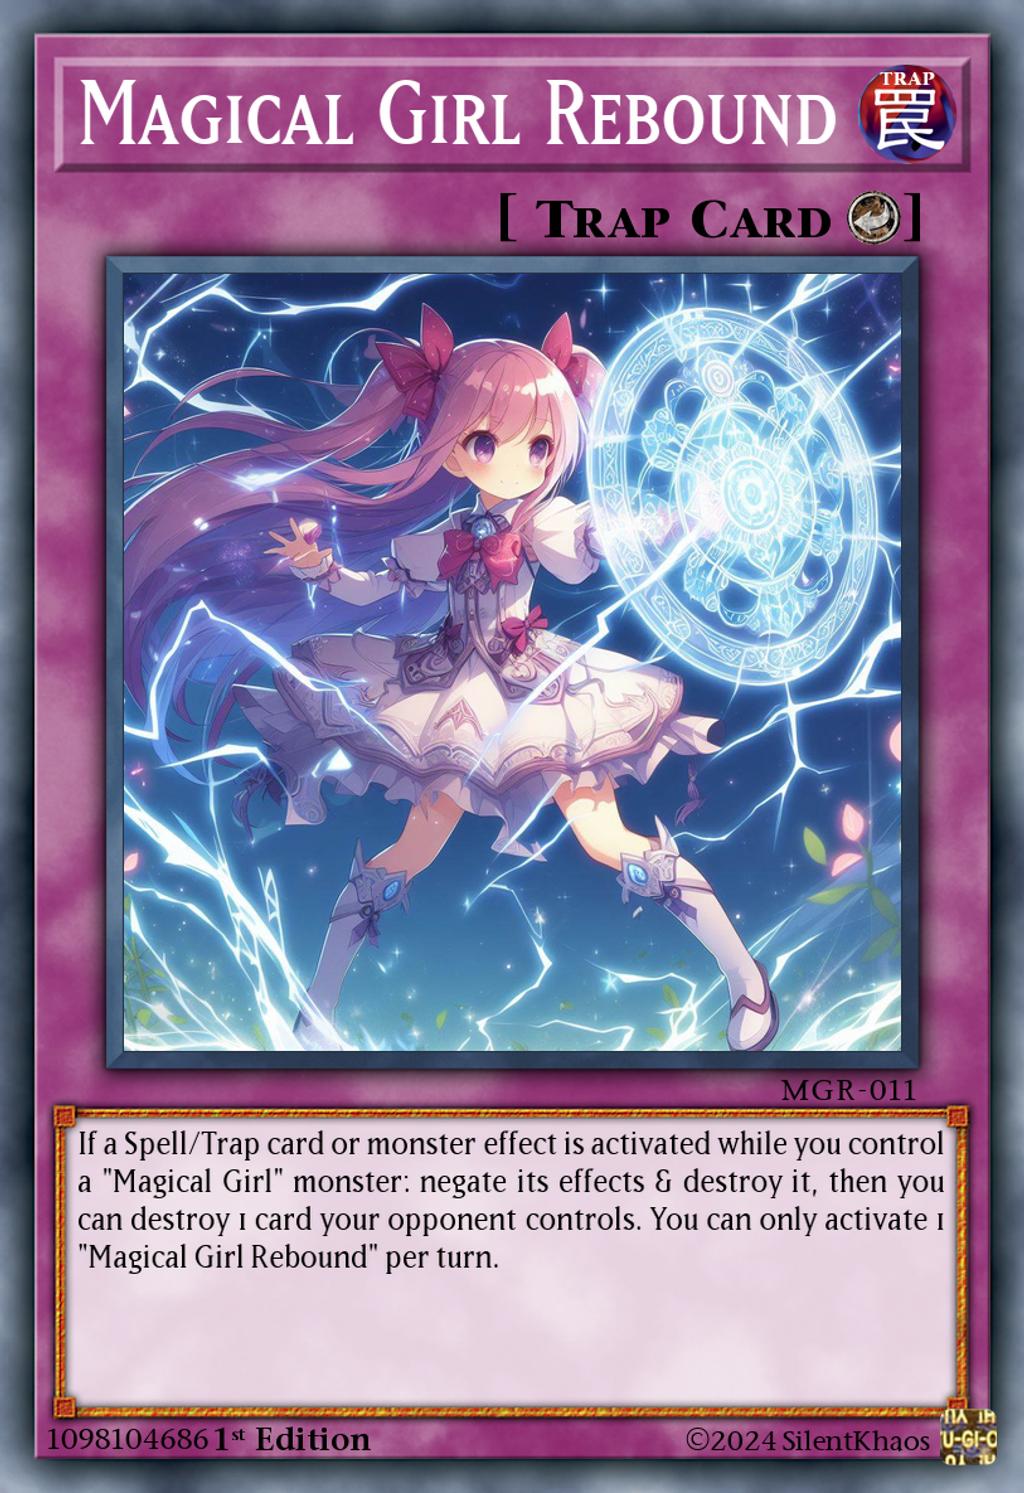 Magical Girl Rebound
TRAP
罠
[ Trap Card ]
MGR-011
If a Spell/Trap card or monster effect is activated while you control
a "Magical Girl" monster: negate its effects & destroy it, then you
can destroy 1 card your opponent controls. You can only activate 1
"Magical Girl Rebound" per turn.
1098104686 1st Edition
©2024 SilentKhaos
U-GI-O